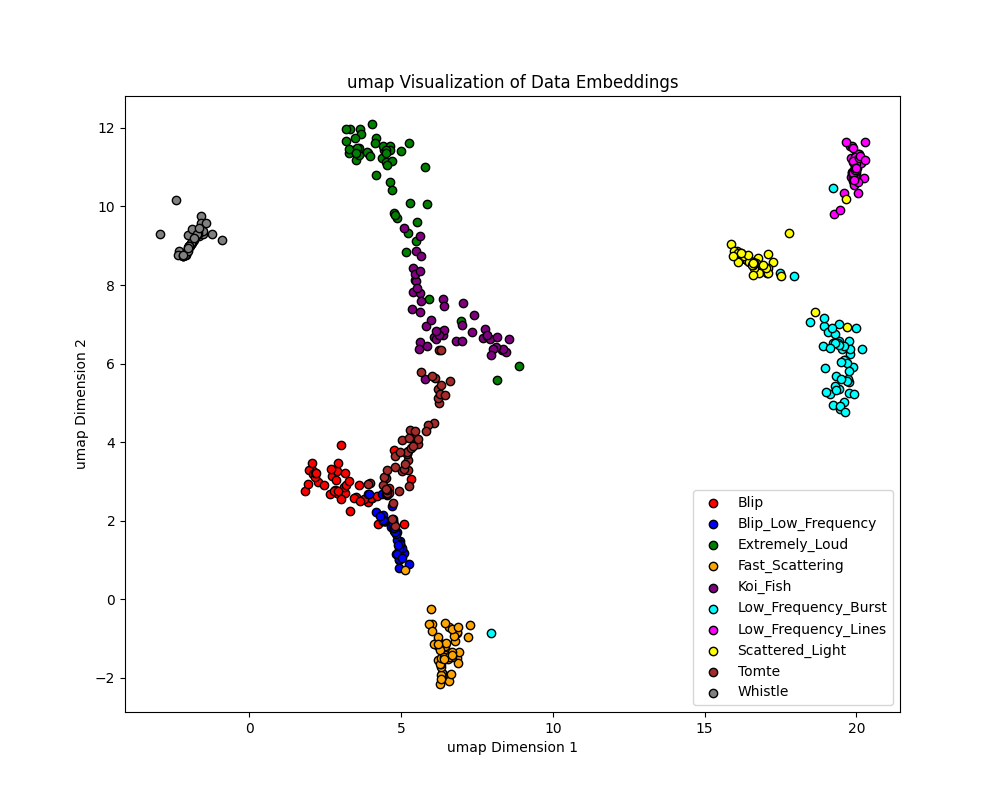 umap Visualization of Data Embeddings
umap Dimension 2
12
10
8
6
4
2
0
−2
0
5
10
15
20
umap Dimension 1
Blip
Blip_Low_Frequency
Extremely_Loud
Fast_Scattering
Koi_Fish
Low_Frequency_Burst
Low_Frequency_Lines
Scattered_Light
Tomte
Whistle